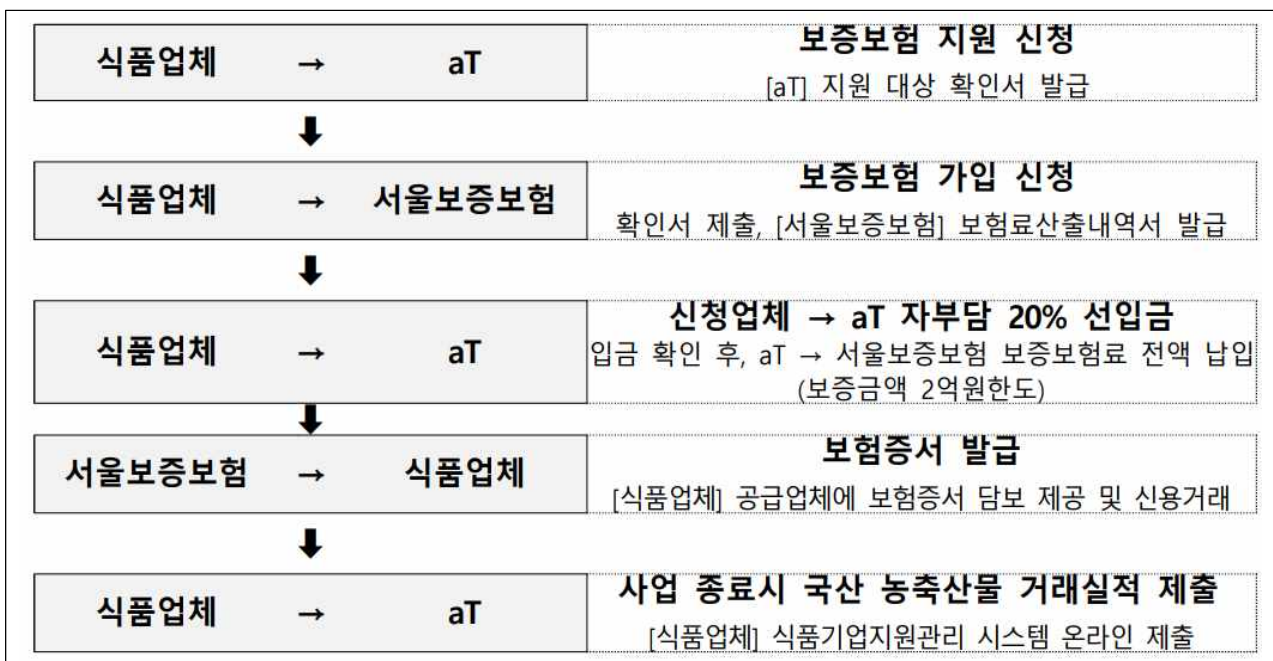 식품업체 → aT
보증보험 지원 신청
[aT] 지원 대상 확인서 발급
⬇
식품업체 → 서울보증보험
보증보험 가입 신청
확인서 제출, [서울보증보험] 보험료산출내역서 발급
⬇
식품업체 → aT
신청업체 → aT 자부담 20% 선입금
입금 확인 후, aT → 서울보증보험 보증보험료 전액 납입
(보증금액 2억원한도)
⬇
서울보증보험 → 식품업체
보험증서 발급
[식품업체] 공급업체에 보험증서 담보 제공 및 신용거래
⬇
식품업체 → aT
사업 종료시 국산 농축산물 거래실적 제출
[식품업체] 식품기업지원관리 시스템 온라인 제출